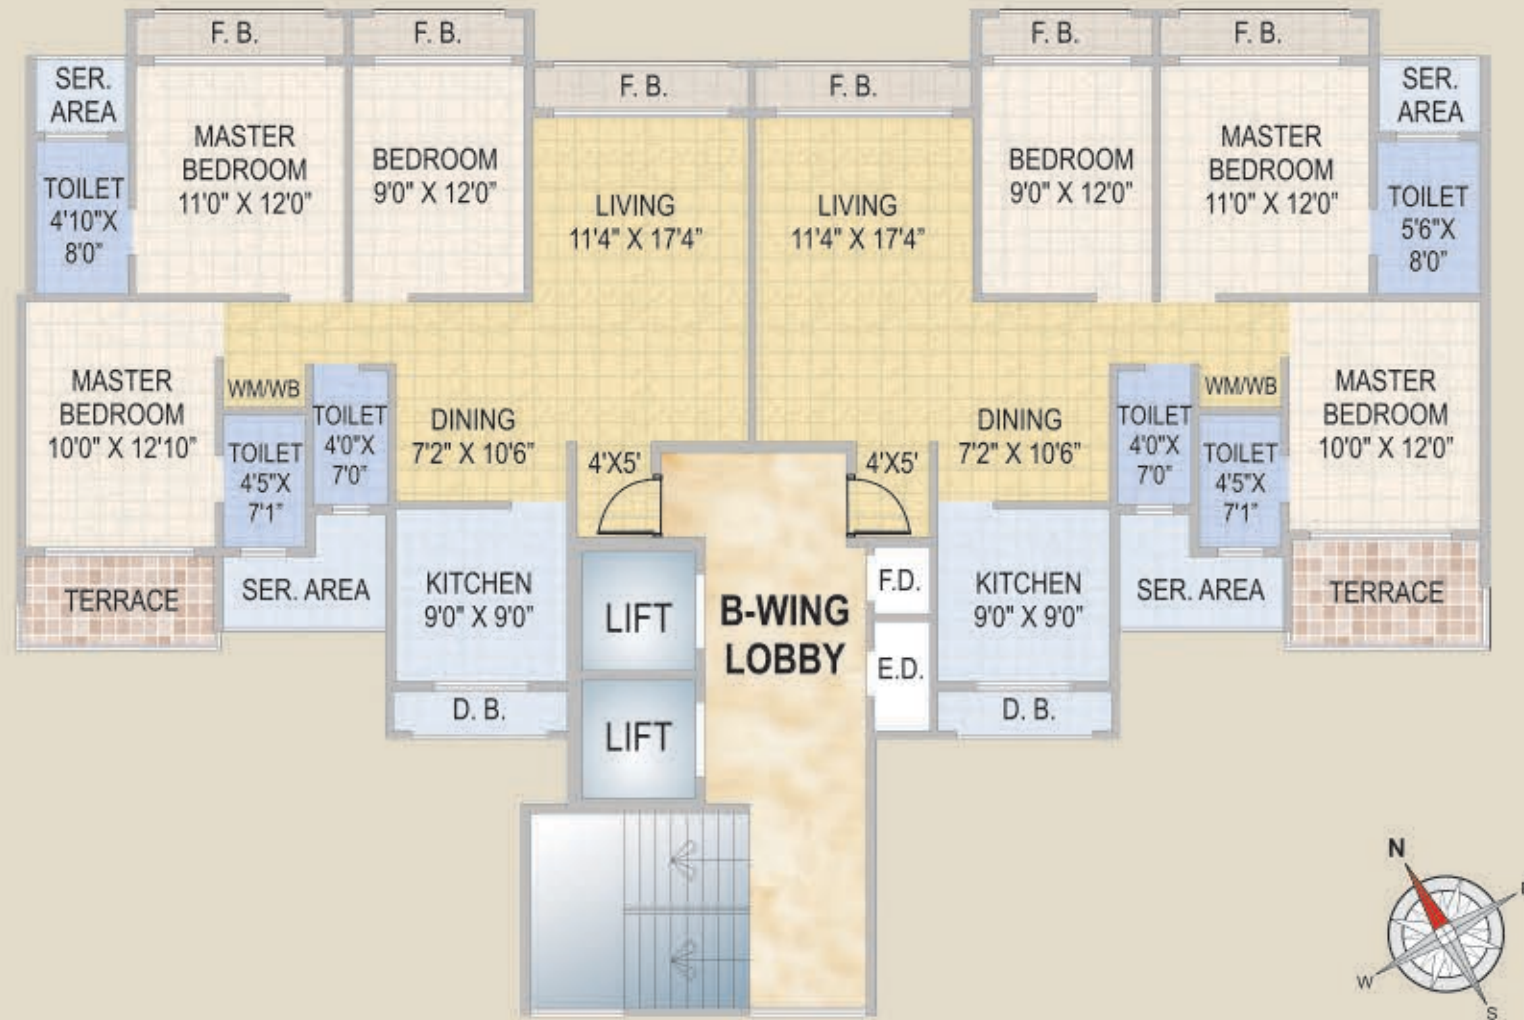 F. B.
F. B.
F. B.
F. B.
F. B.
F. B.
SER.
AREA
MASTER
BEDROOM
11'0" X 12'0"
BEDROOM
9'0" X 12'0"
TOILET
4'10"X
8'0"
LIVING
11'4" X 17'4"
LIVING
11'4" X 17'4"
BEDROOM
9'0" X 12'0"
MASTER
BEDROOM
11'0" X 12'0"
SER.
AREA
TOILET
5'6"X
8'0"
MASTER
BEDROOM
10'0" X 12'10"
WM/WB
TOILET
4'5"X
7'1"
TOILET
4'0"X
7'0"
DINING
7'2" X 10'6"
4'X5'
4'X5'
DINING
7'2" X 10'6"
TOILET
4'0"X
7'0"
WM/WB
TOILET
4'5"X
7'1"
MASTER
BEDROOM
10'0" X 12'0"
TERRACE
SER. AREA
KITCHEN
9'0" X 9'0"
LIFT
B-WING
LOBBY
F.D.
E.D.
KITCHEN
9'0" X 9'0"
SER. AREA
TERRACE
D. B.
LIFT
D. B.
N
W
S